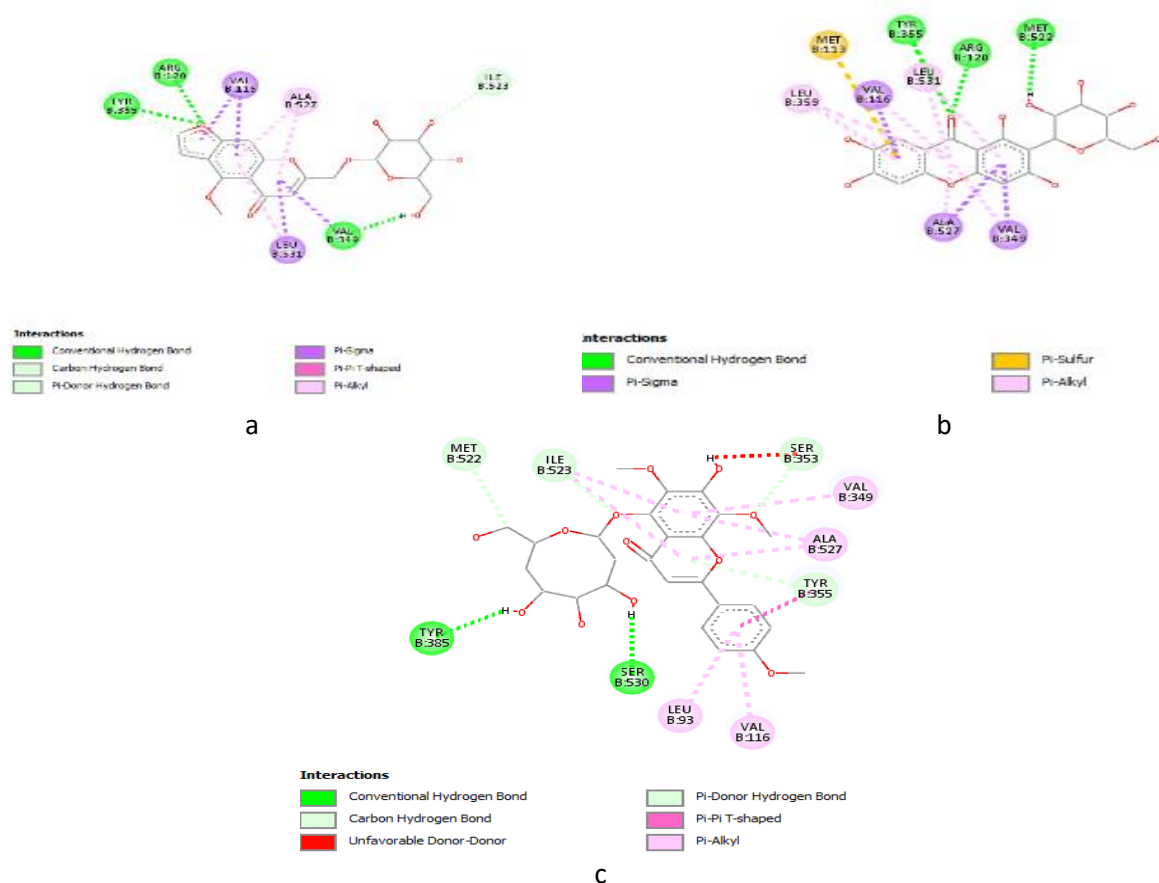 ARG
B:120
VAL
B:116
ALA
B:527
ILE
B:523
TYR
B:355
LEU
B:531
VAL
B:349
Interactions
Conventional Hydrogen Bond
Carbon Hydrogen Bond
Pi-Donor Hydrogen Bond
Pi-Sigma
Pi-Pi T-shaped
Pi-Alkyl
a
MET
B:113
TYR
B:355
ARG
B:120
MET
B:522
LEU
B:531
LEU
B:359
VAL
B:116
ALA
B:527
VAL
B:349
nteractions
Conventional Hydrogen Bond
Pi-Sigma
Pi-Sulfur
Pi-Alkyl
b
MET
B:522
ILE
B:523
H
SER
B:353
VAL
B:349
ALA
B:527
TYR
B:355
TYR
B:385
H
H
SER
B:530
LEU
B:93
VAL
B:116
Interactions
Conventional Hydrogen Bond
Carbon Hydrogen Bond
Unfavorable Donor-Donor
Pi-Donor Hydrogen Bond
Pi-Pi T-shaped
Pi-Alkyl
c